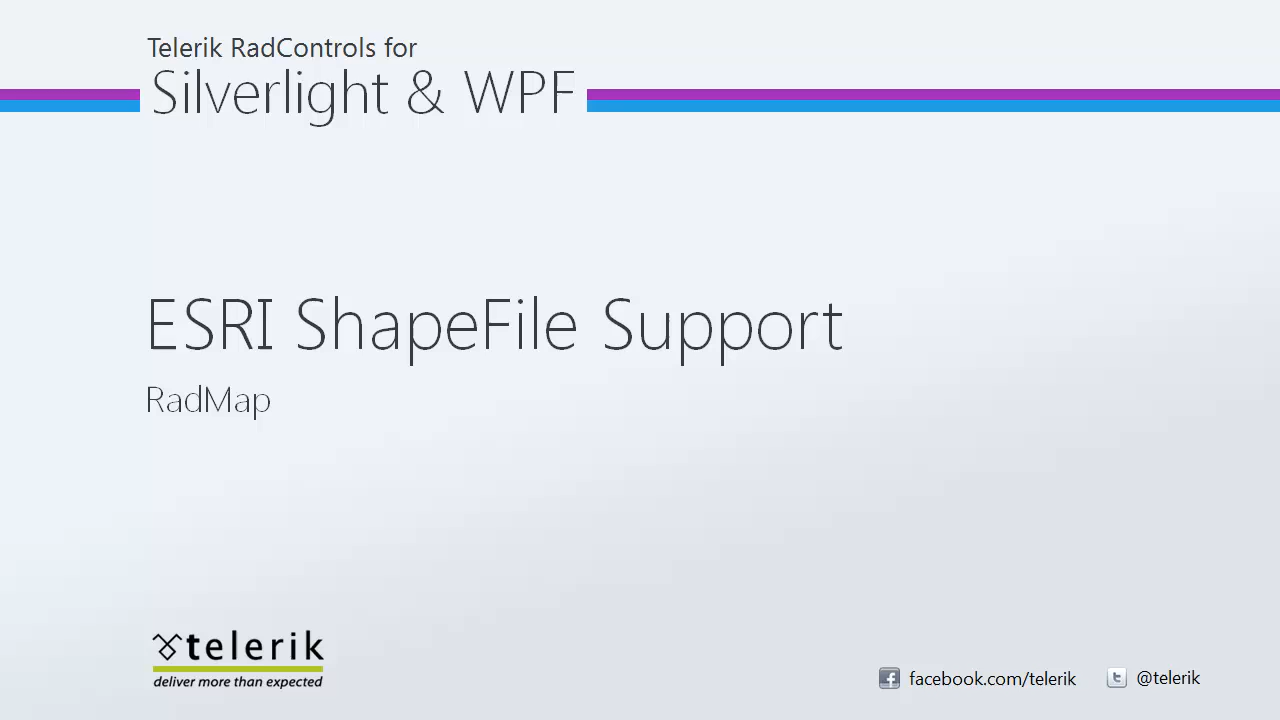 Telerik RadControls for
Silverlight & WPF
ESRI ShapeFile Support
RadMap
telerik
deliver more than expected
facebook.com/telerik
@telerik